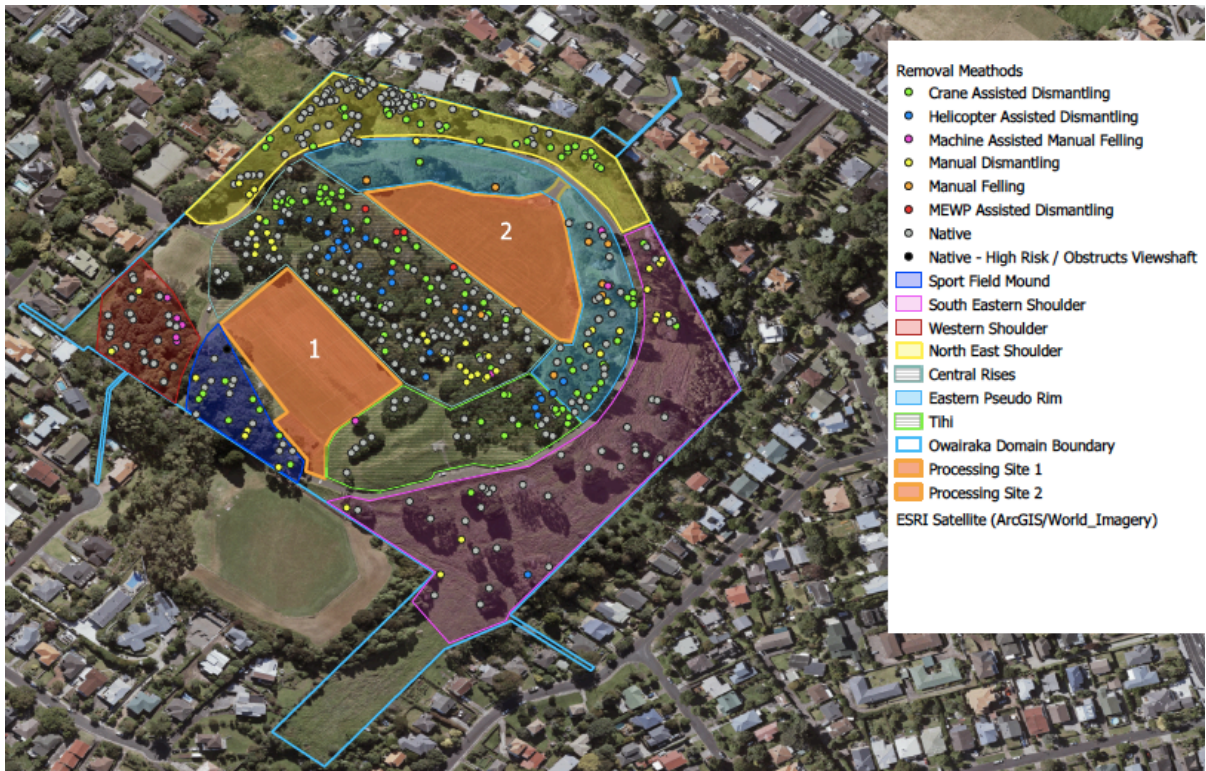 Removal Meathods
Crane Assisted Dismantling
Helicopter Assisted Dismantling
Machine Assisted Manual Felling
Manual Dismantling
Manual Felling
MEWP Assisted Dismantling
Native
Native - High Risk / Obstructs Viewshaft
Sport Field Mound
South Eastern Shoulder
Western Shoulder
North East Shoulder
Central Rises
Eastern Pseudo Rim
Tihi
Owairaka Domain Boundary
Processing Site 1
Processing Site 2
ESRI Satellite (ArcGIS/World_Imagery)
2
1